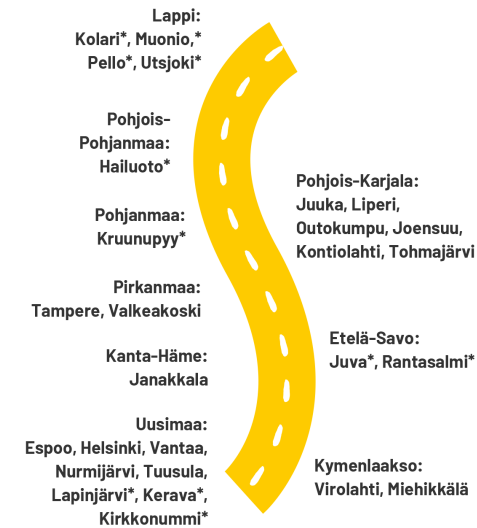 Lappi:
Kolari*, Muonio,*
Pello*, Utsjoki*
Pohjois-
Pohjanmaa:
Hailuoto*
Pohjanmaa:
Kruunupyy*
Pirkanmaa:
Tampere, Valkeakoski
Kanta-Häme:
Janakkala
Uusimaa:
Espoo, Helsinki, Vantaa,
Nurmijärvi, Tuusula,
Lapinjärvi*, Kerava*,
Kirkkonummi*
Pohjois-Karjala:
Juuka, Liperi,
Outokumpu, Joensuu,
Kontiolahti, Tohmajärvi
Etelä-Savo:
Juva*, Rantasalmi*
Kymenlaakso:
Virolahti, Miehikkälä